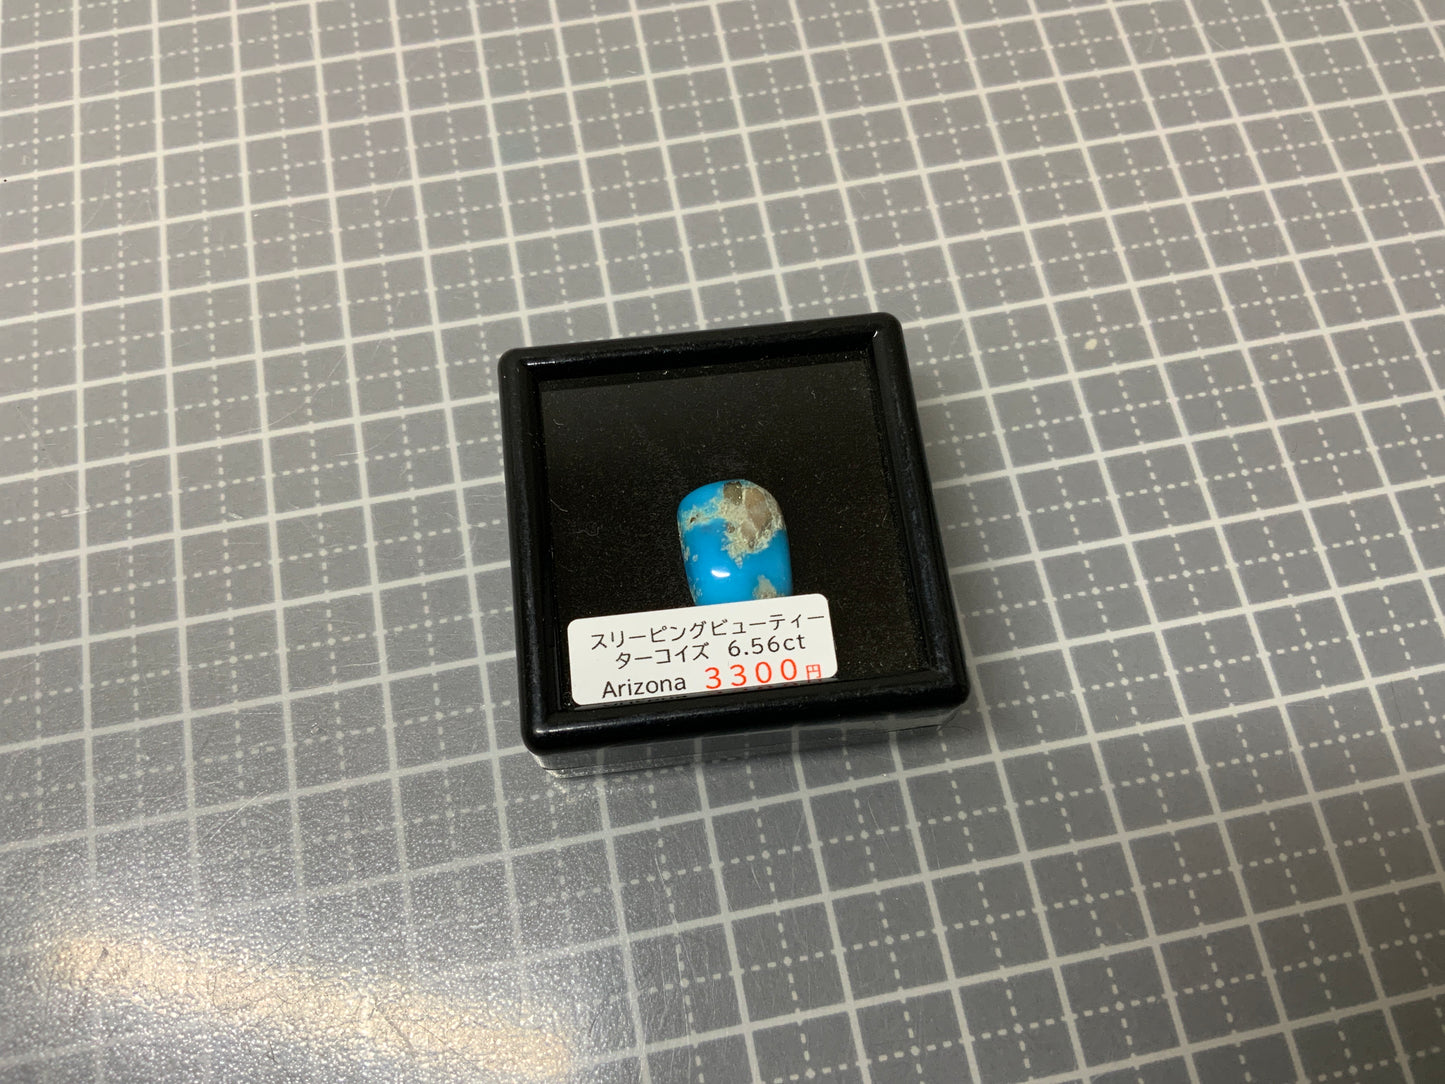 スリーピングビューティー
ターコイズ 6.56ct
Arizona 3300円